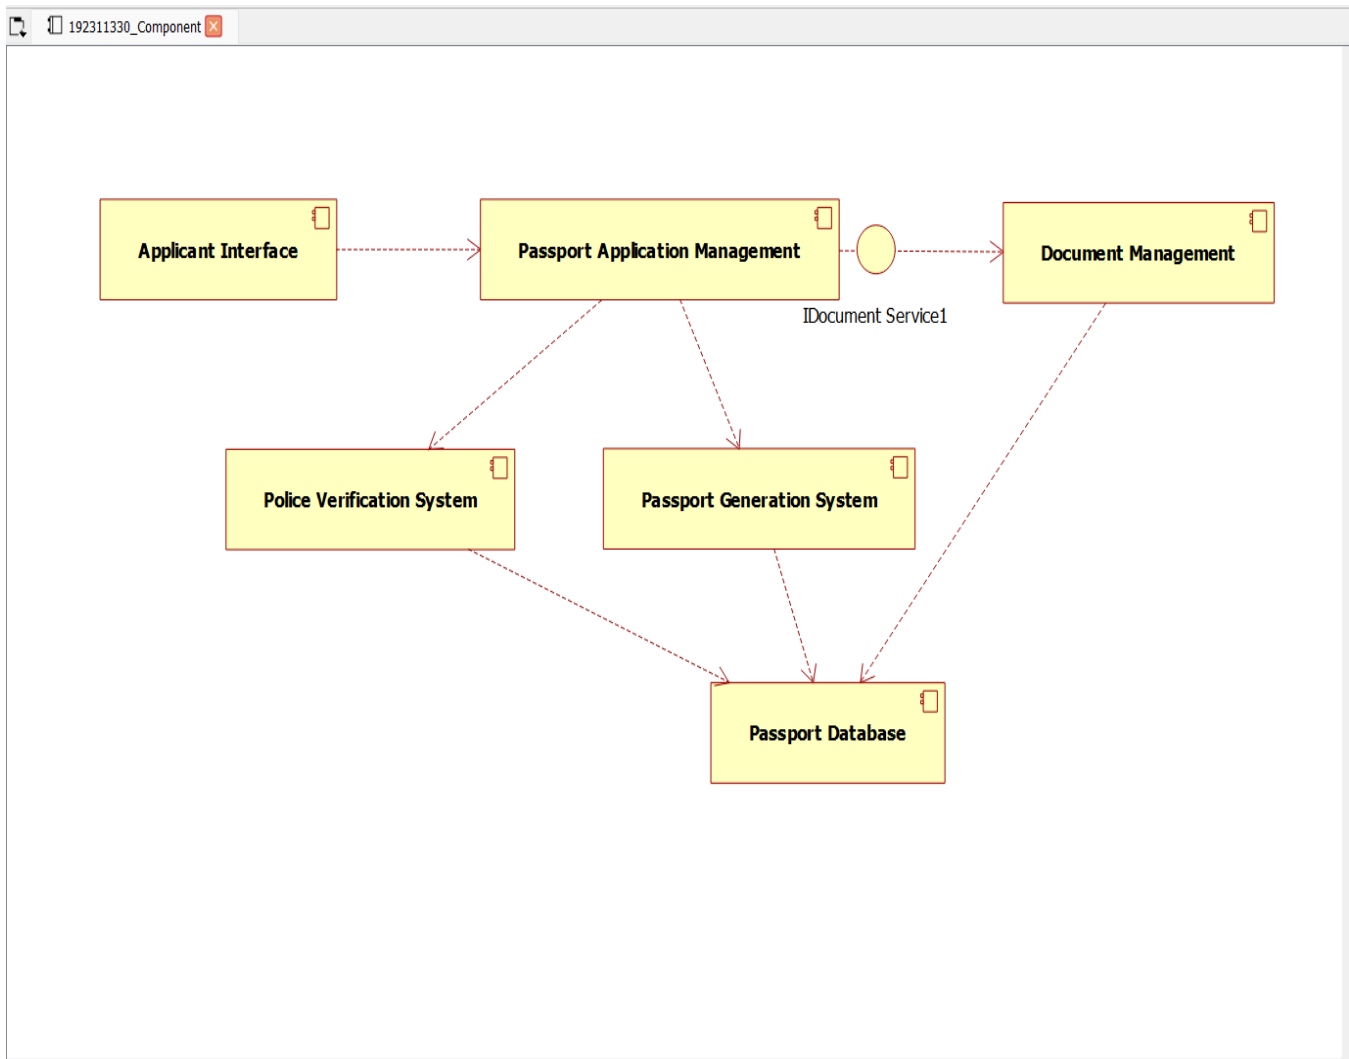 192311330_Component
Applicant Interface
Passport Application Management
Document Management
IDocument Service1
Police Verification System
Passport Generation System
Passport Database